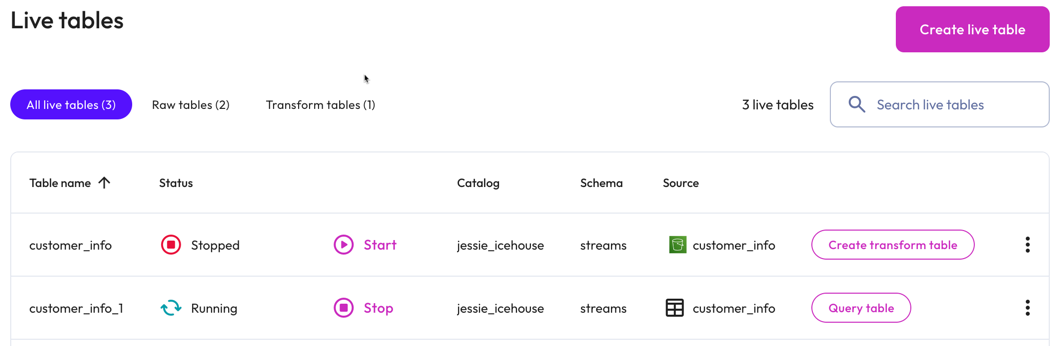 Live tables
Create live table
All live tables (3) Raw tables (2) Transform tables (1) 3 live tables Search live tables
Table name Status Catalog Schema Source
customer_info Stopped Start jessie_icehouse streams customer_info Create transform table
customer_info_1 Running Stop jessie_icehouse streams customer_info Query table